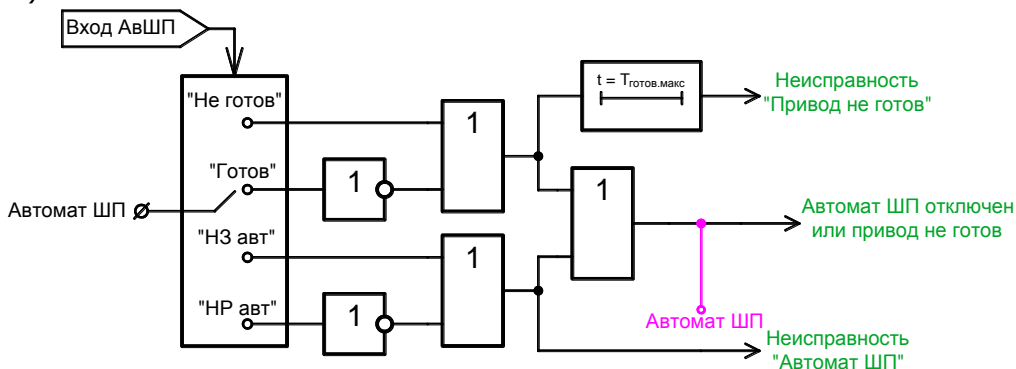 Вход АвШП
"Не готов"
1
t = Tготов.макс
Неисправность
"Привод не готов"
"Готов"
1
1
Автомат ШП
Автомат ШП отключен
или привод не готов
"НЗ авт"
1
"НР авт"
1
Автомат ШП
Неисправность
"Автомат ШП"